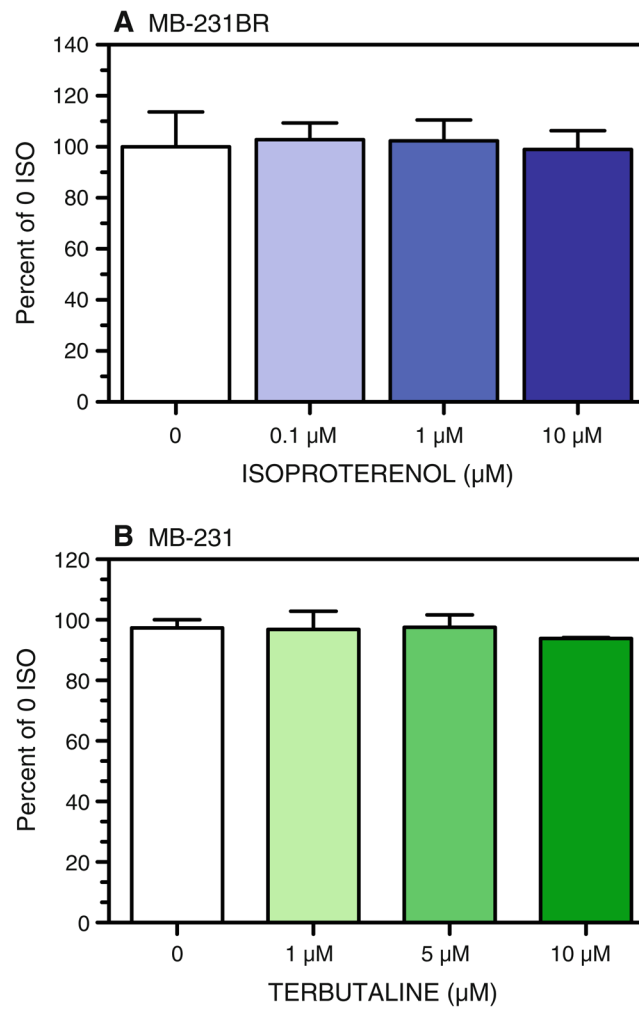 A MB-231BR
140
120
100
80
60
40
20
0
Percent of 0 ISO
0 0.1 µM 1 µM 10 µM
ISOPROTERENOL (µM)
B MB-231
120
100
80
60
40
20
0
Percent of 0 ISO
0 1 µM 5 µM 10 µM
TERBUTALINE (µM)